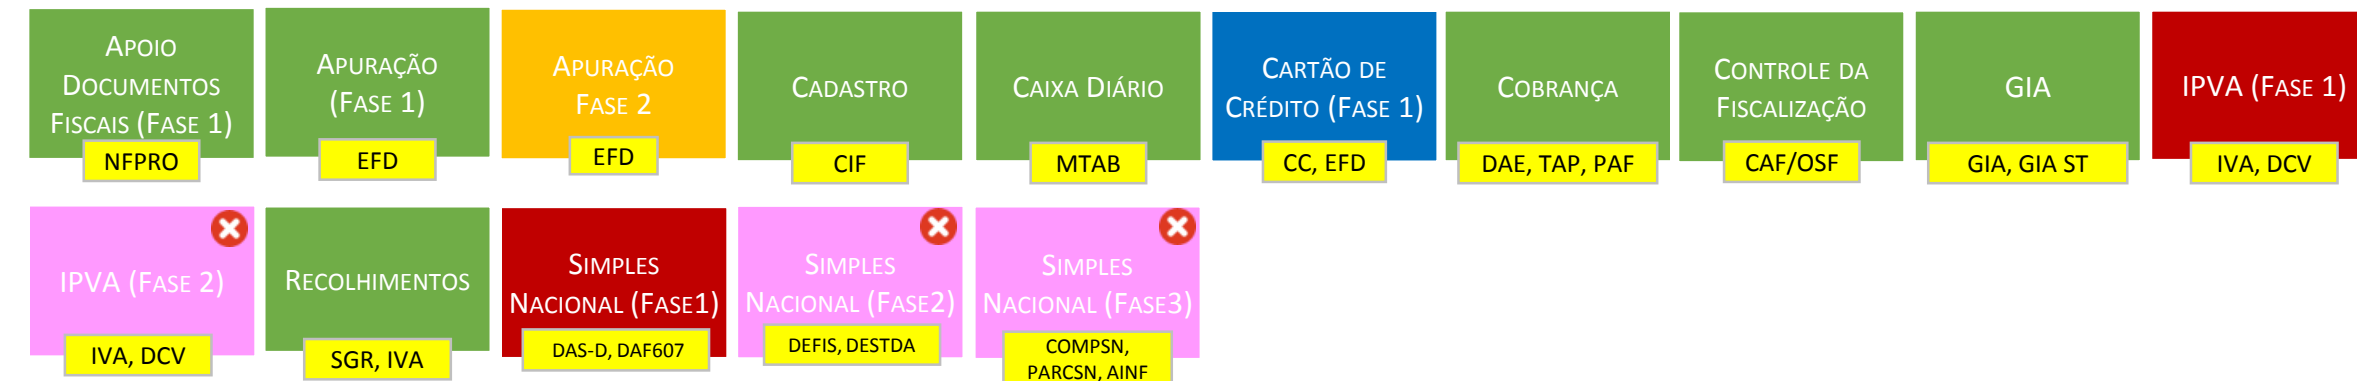 Apoio
Documentos
Fiscais (Fase 1)
NFPRO
Apuração
(Fase 1)
EFD
Apuração
Fase 2
EFD
Cadastro
CIF
Caixa Diário
MTAB
Cartão de
Crédito (Fase 1)
CC, EFD
Cobrança
DAE, TAP, PAF
Controle da
Fiscalização
CAF/OSF
GIA
GIA, GIA ST
IPVA (Fase 1)
IVA, DCV
IPVA (Fase 2)
IVA, DCV
Recolhimentos
SGR, IVA
Simples
Nacional (Fase1)
DAS-D, DAF607
Simples
Nacional (Fase2)
DEFIS, DESTDA
Simples
Nacional (Fase3)
COMPSN,
PARCSN, AINF